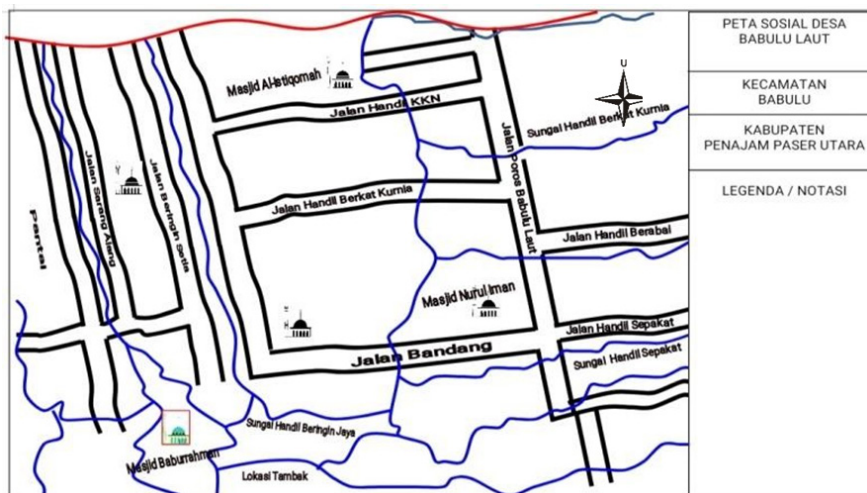 PETA SOSIAL DESA
BABULU LAUT
KECAMATAN
BABULU
KABUPATEN
PENAJAM PASER UTARA
LEGENDA / NOTASI
U
Masjid Al-Istiqomah
Jalan Handil KKN
Sungai Handil Berkat Kurnia
Jalan Poros Babulu Laut
Jalan Sarang Alang
Jalan Beringin Setia
Pantai
Jalan Handil Berkat Kurnia
Jalan Handil Berabai
Masjid Nurul Iman
Jalan Handil Sepakat
Jalan Bandang
Sungai Handil Sepakat
Sungai Handil Beringin Jaya
Masjid Baburrahman
Lokasi Tambak